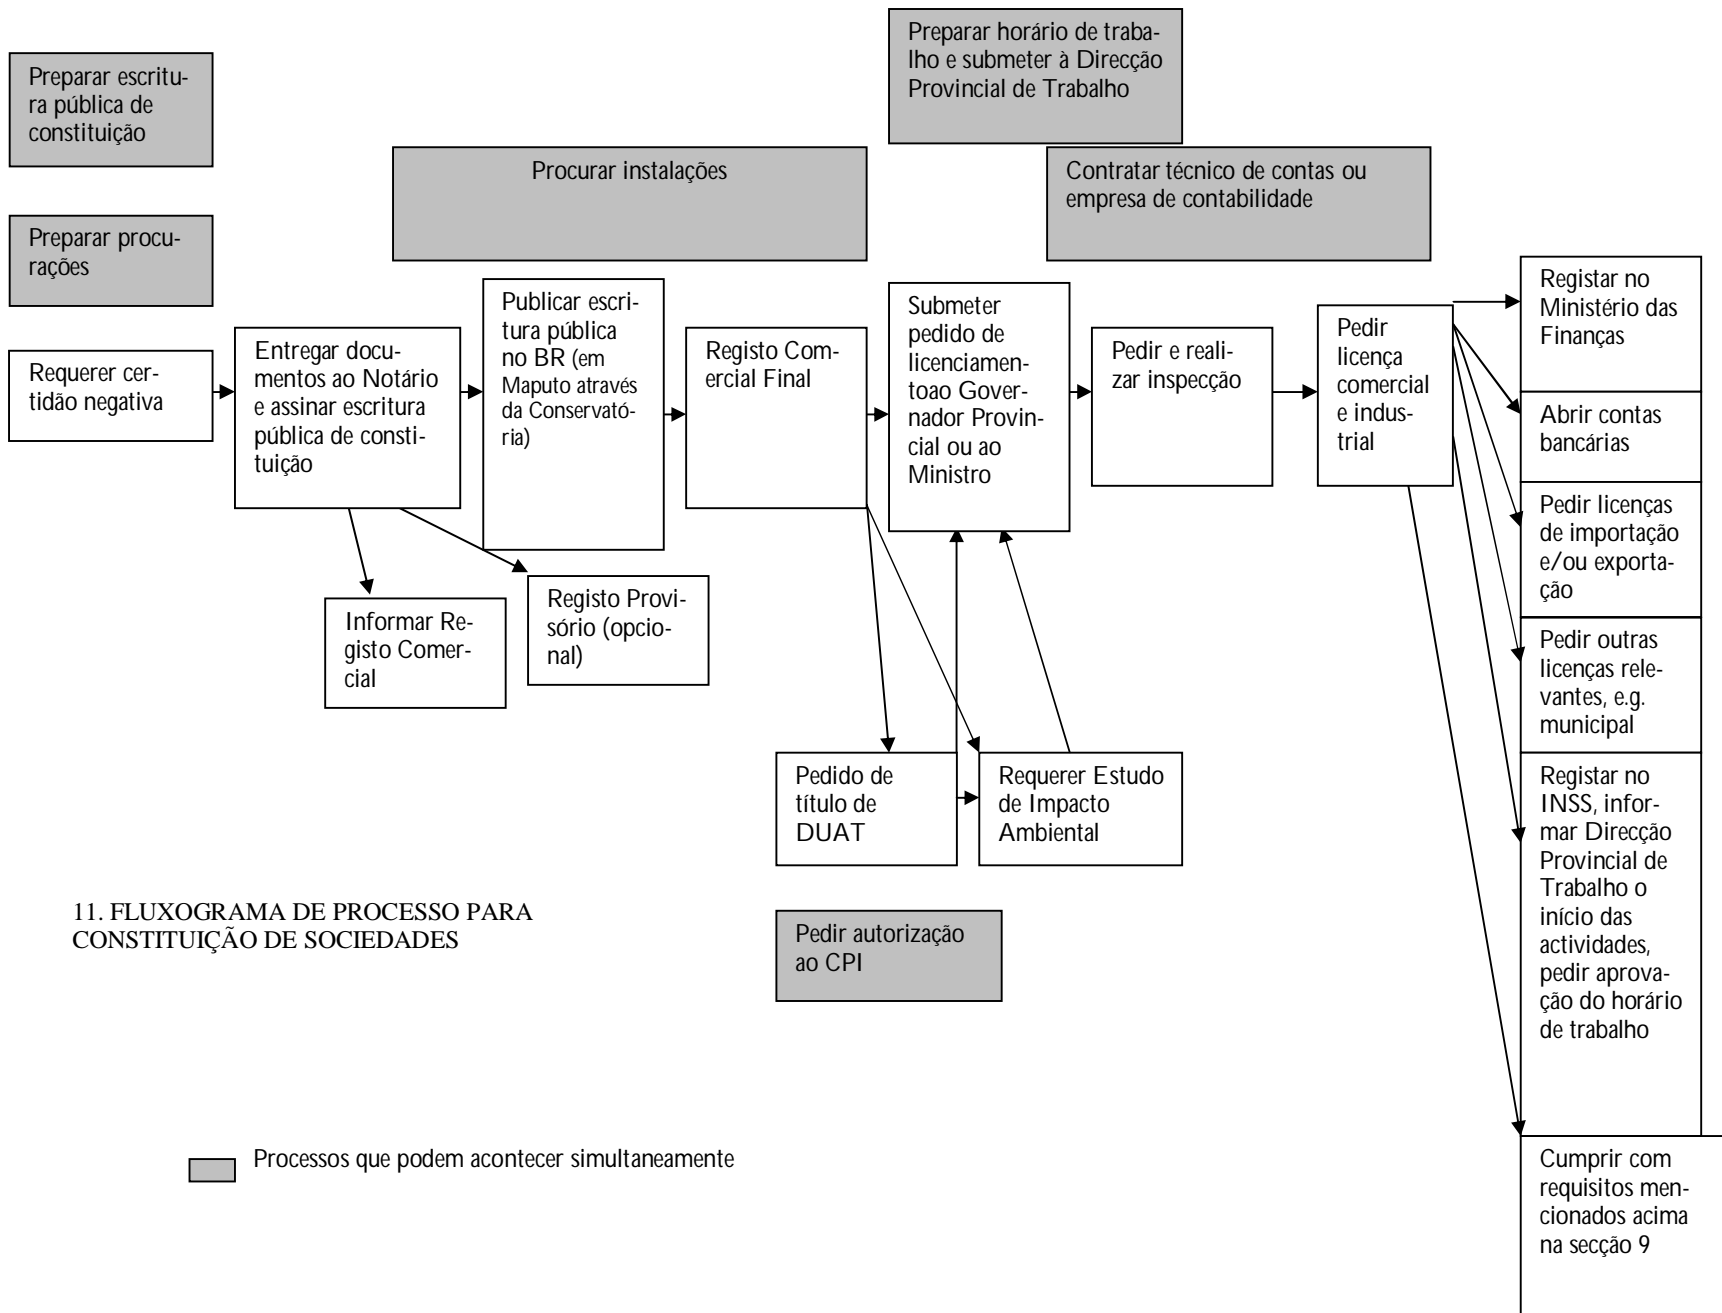 Preparar horário de traba-
lho e submeter à Direcção
Provincial de Trabalho
Preparar escritu-
ra pública de
constituição
Procurar instalações
Contratar técnico de contas ou
empresa de contabilidade
Preparar procu-
rações
Requerer cer-
tidão negativa
Entregar docu-
mentos ao Notário
e assinar escritura
pública de consti-
tuição
Publicar escri-
tura pública
no BR (em
Maputo através
da Conservató-
ria)
Registo Com-
ercial Final
Submeter
pedido de
licenciamen-
toao Gover-
nador Provin-
cial ou ao
Ministro
Pedir e reali-
zar inspecção
Pedir
licença
comercial
e indus-
trial
Registar no
Ministério das
Finanças
Abrir contas
bancárias
Pedir licenças
de importação
e/ou exporta-
ção
Pedir outras
licenças rele-
vantes, e.g.
municipal
Registar no
INSS, infor-
mar Direcção
Provincial de
Trabalho o
início das
actividades,
pedir aprova-
ção do horário
de trabalho
Cumprir com
requisitos men-
cionados acima
na secção 9
Informar Re-
gisto Comer-
cial
Registo Provi-
sório (opcio-
nal)
Pedido de
título de
DUAT
Requerer Estudo
de Impacto
Ambiental
Pedir autorização
ao CPI
11. FLUXOGRAMA DE PROCESSO PARA
CONSTITUIÇÃO DE SOCIEDADES
Processos que podem acontecer simultaneamente